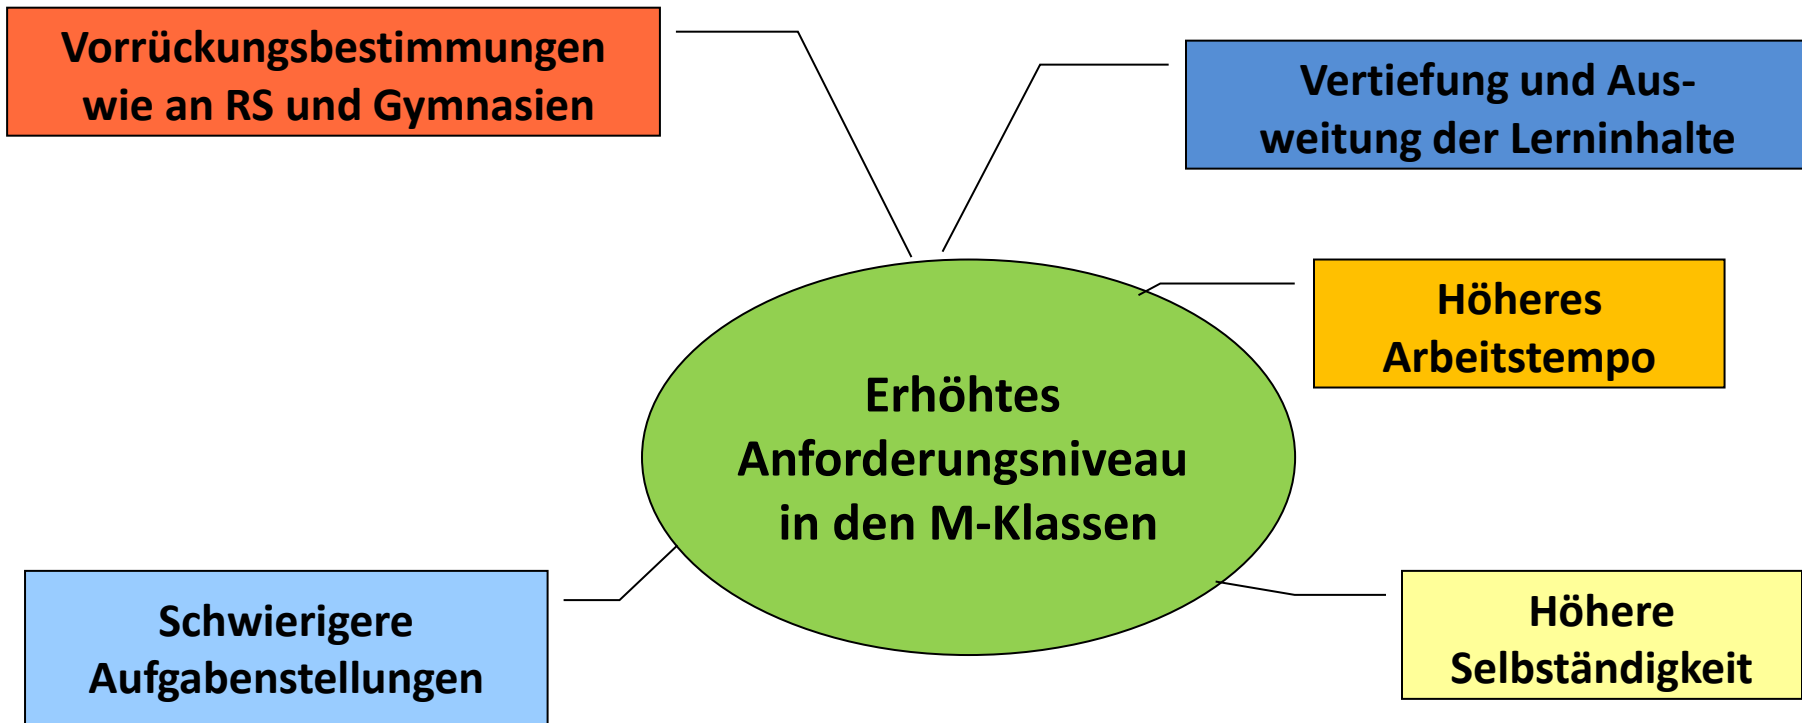 Vorrückungsbestimmungen
wie an RS und Gymnasien
Vertiefung und Aus-
weitung der Lerninhalte
Höheres
Arbeitstempo
Erhöhtes
Anforderungsniveau
in den M-Klassen
Schwierigere
Aufgabenstellungen
Höhere
Selbständigkeit